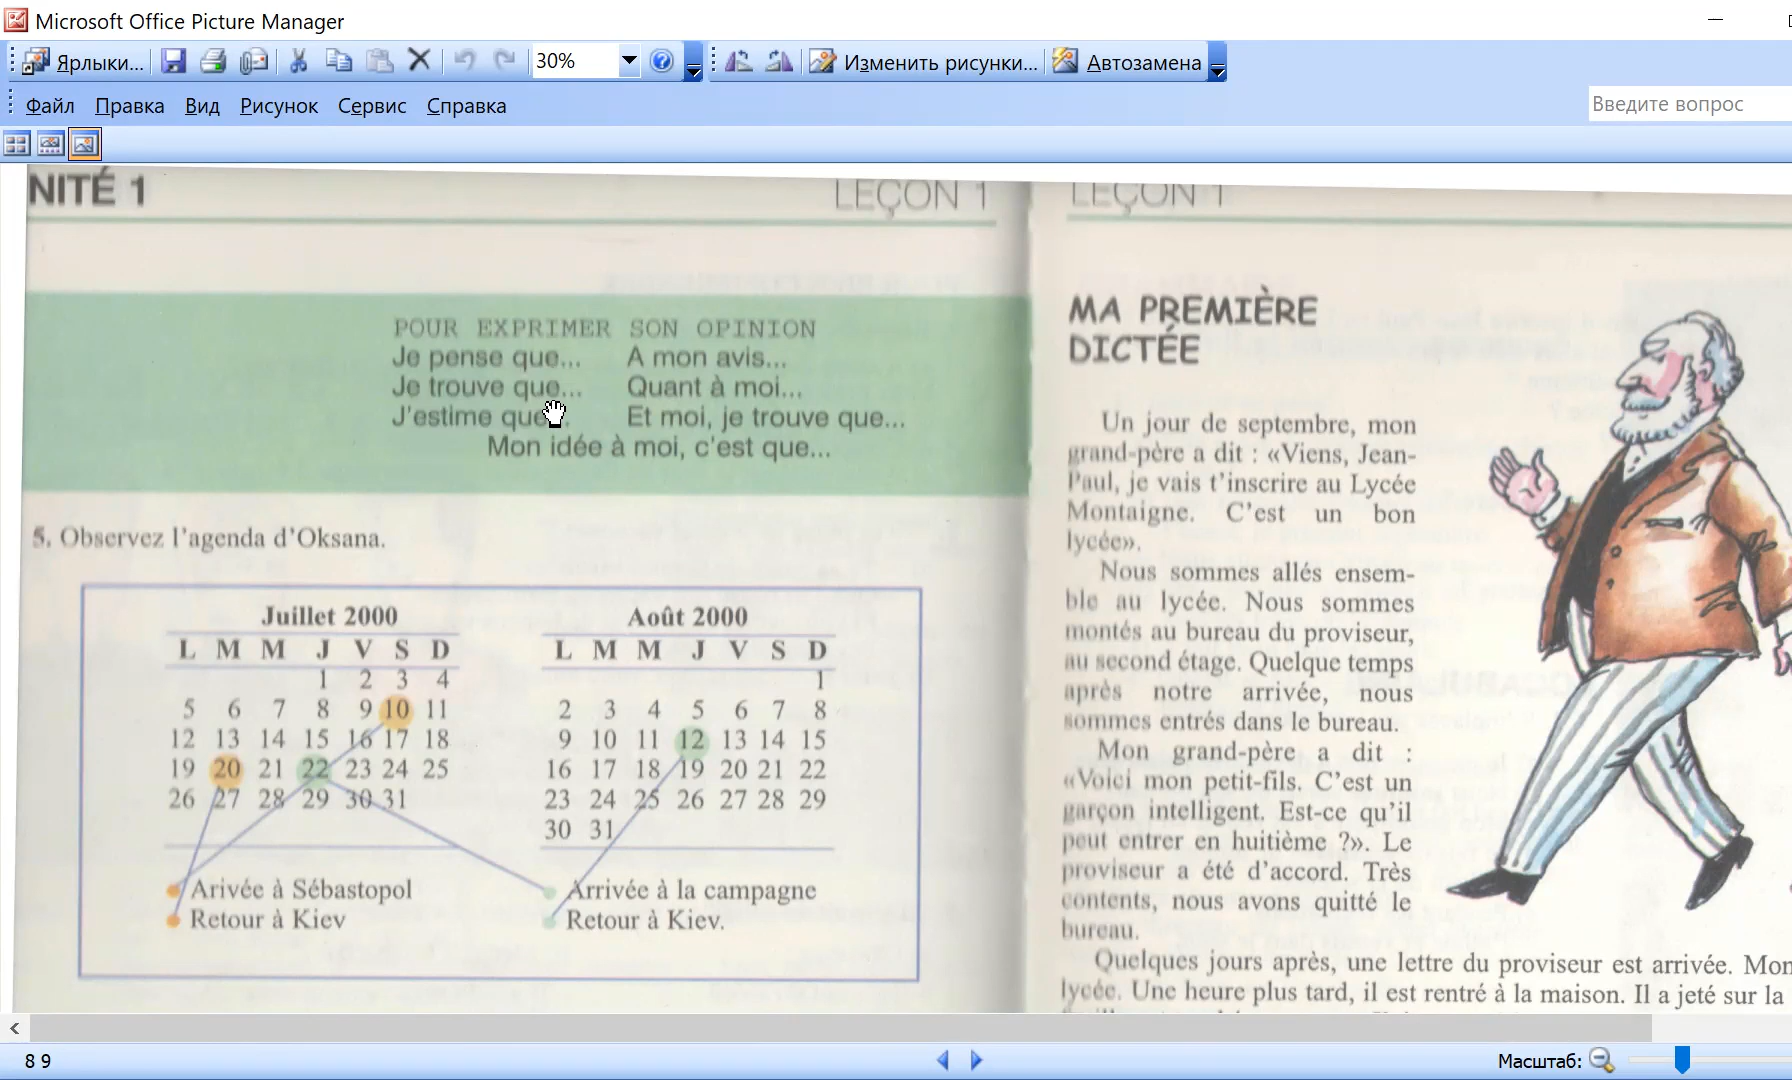 Microsoft Office Picture Manager
Ярлыки... 30% Изменить рисунки... Автозамена
Файл Правка Вид Рисунок Сервис Справка
Введите вопрос
NITÉ 1 LEÇON 1
POUR EXPRIMER SON OPINION
Je pense que... A mon avis...
Je trouve que... Quant à moi...
J'estime que Et moi, je trouve que...
Mon idée à moi, c'est que...
5. Observez l'agenda d'Oksana.
Juillet 2000
L M M J V S D
1 2 3 4
5 6 7 8 9 10 11
12 13 14 15 16 17 18
19 20 21 22 23 24 25
26 27 28 29 30 31
Arivée à Sébastopol
Retour à Kiev
Août 2000
L M M J V S D
1
2 3 4 5 6 7 8
9 10 11 12 13 14 15
16 17 18 19 20 21 22
23 24 25 26 27 28 29
30 31
Arrivée à la campagne
Retour à Kiev.
LEÇON 1
MA PREMIÈRE
DICTÉE
Un jour de septembre, mon
grand-père a dit : «Viens, Jean-
Paul, je vais t'inscrire au Lycée
Montaigne. C'est un bon
lycée».
Nous sommes allés ensem-
ble au lycée. Nous sommes
montés au bureau du proviseur,
au second étage. Quelque temps
après notre arrivée, nous
sommes entrés dans le bureau.
Mon grand-père a dit :
«Voici mon petit-fils. C'est un
garçon intelligent. Est-ce qu'il
peut entrer en huitième ?». Le
proviseur a été d'accord. Très
contents, nous avons quitté le
bureau.
Quelques jours après, une lettre du proviseur est arrivée. Mon
lycée. Une heure plus tard, il est rentré à la maison. Il a jeté sur la
8 9
Масштаб: